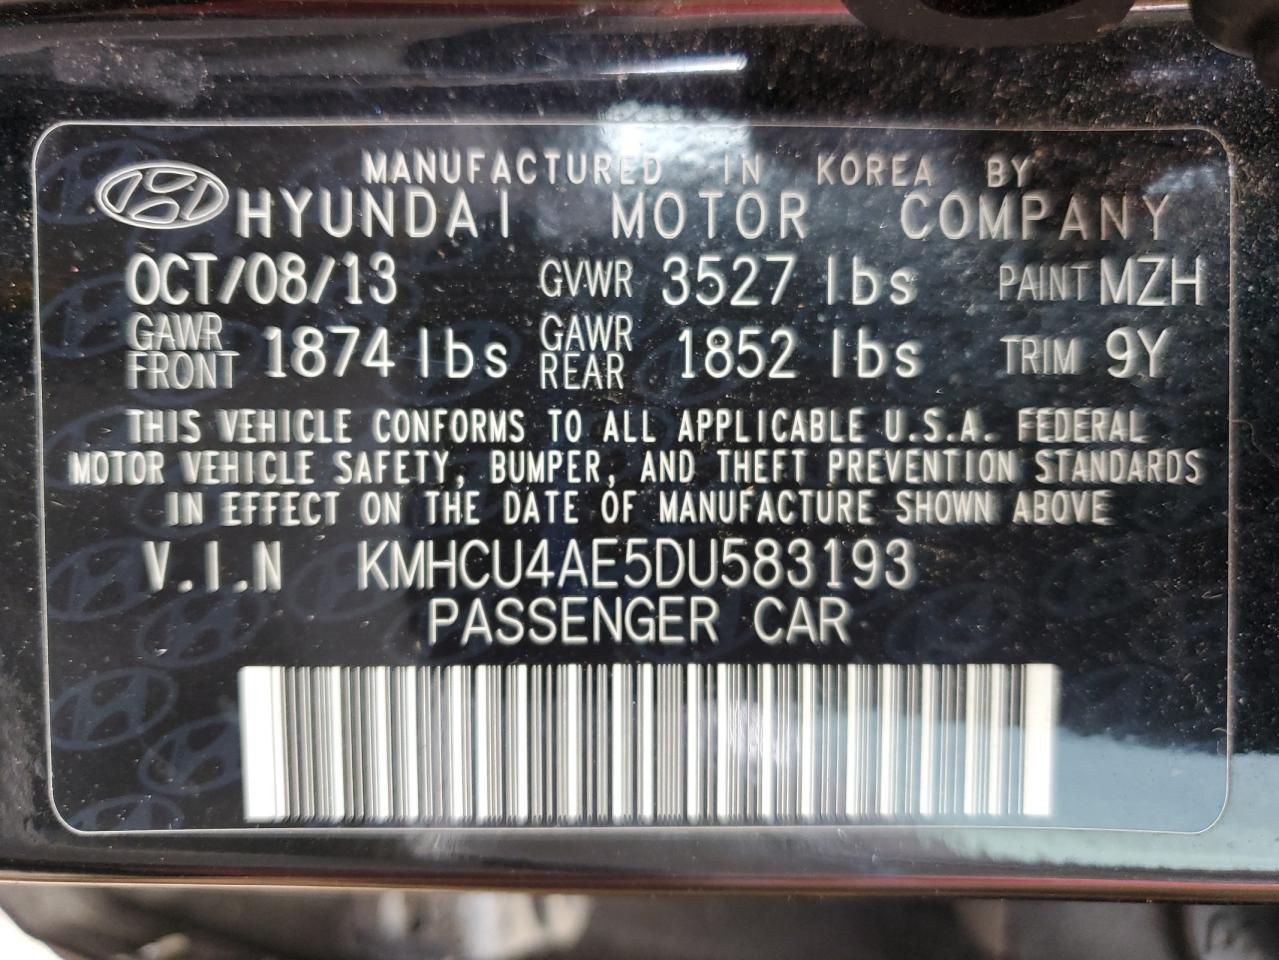 MANUFACTURED IN KOREA BY
HYUNDAI MOTOR COMPANY
OCT/08/13 GVWR 3527 lbs PAINT MZH
GAWR FRONT 1874 lbs GAWR REAR 1852 lbs TRIM 9Y
THIS VEHICLE CONFORMS TO ALL APPLICABLE U.S.A. FEDERAL
MOTOR VEHICLE SAFETY, BUMPER, AND THEFT PREVENTION STANDARDS
IN EFFECT ON THE DATE OF MANUFACTURE SHOWN ABOVE
V.I.N KMHCU4AE5DU583193
PASSENGER CAR